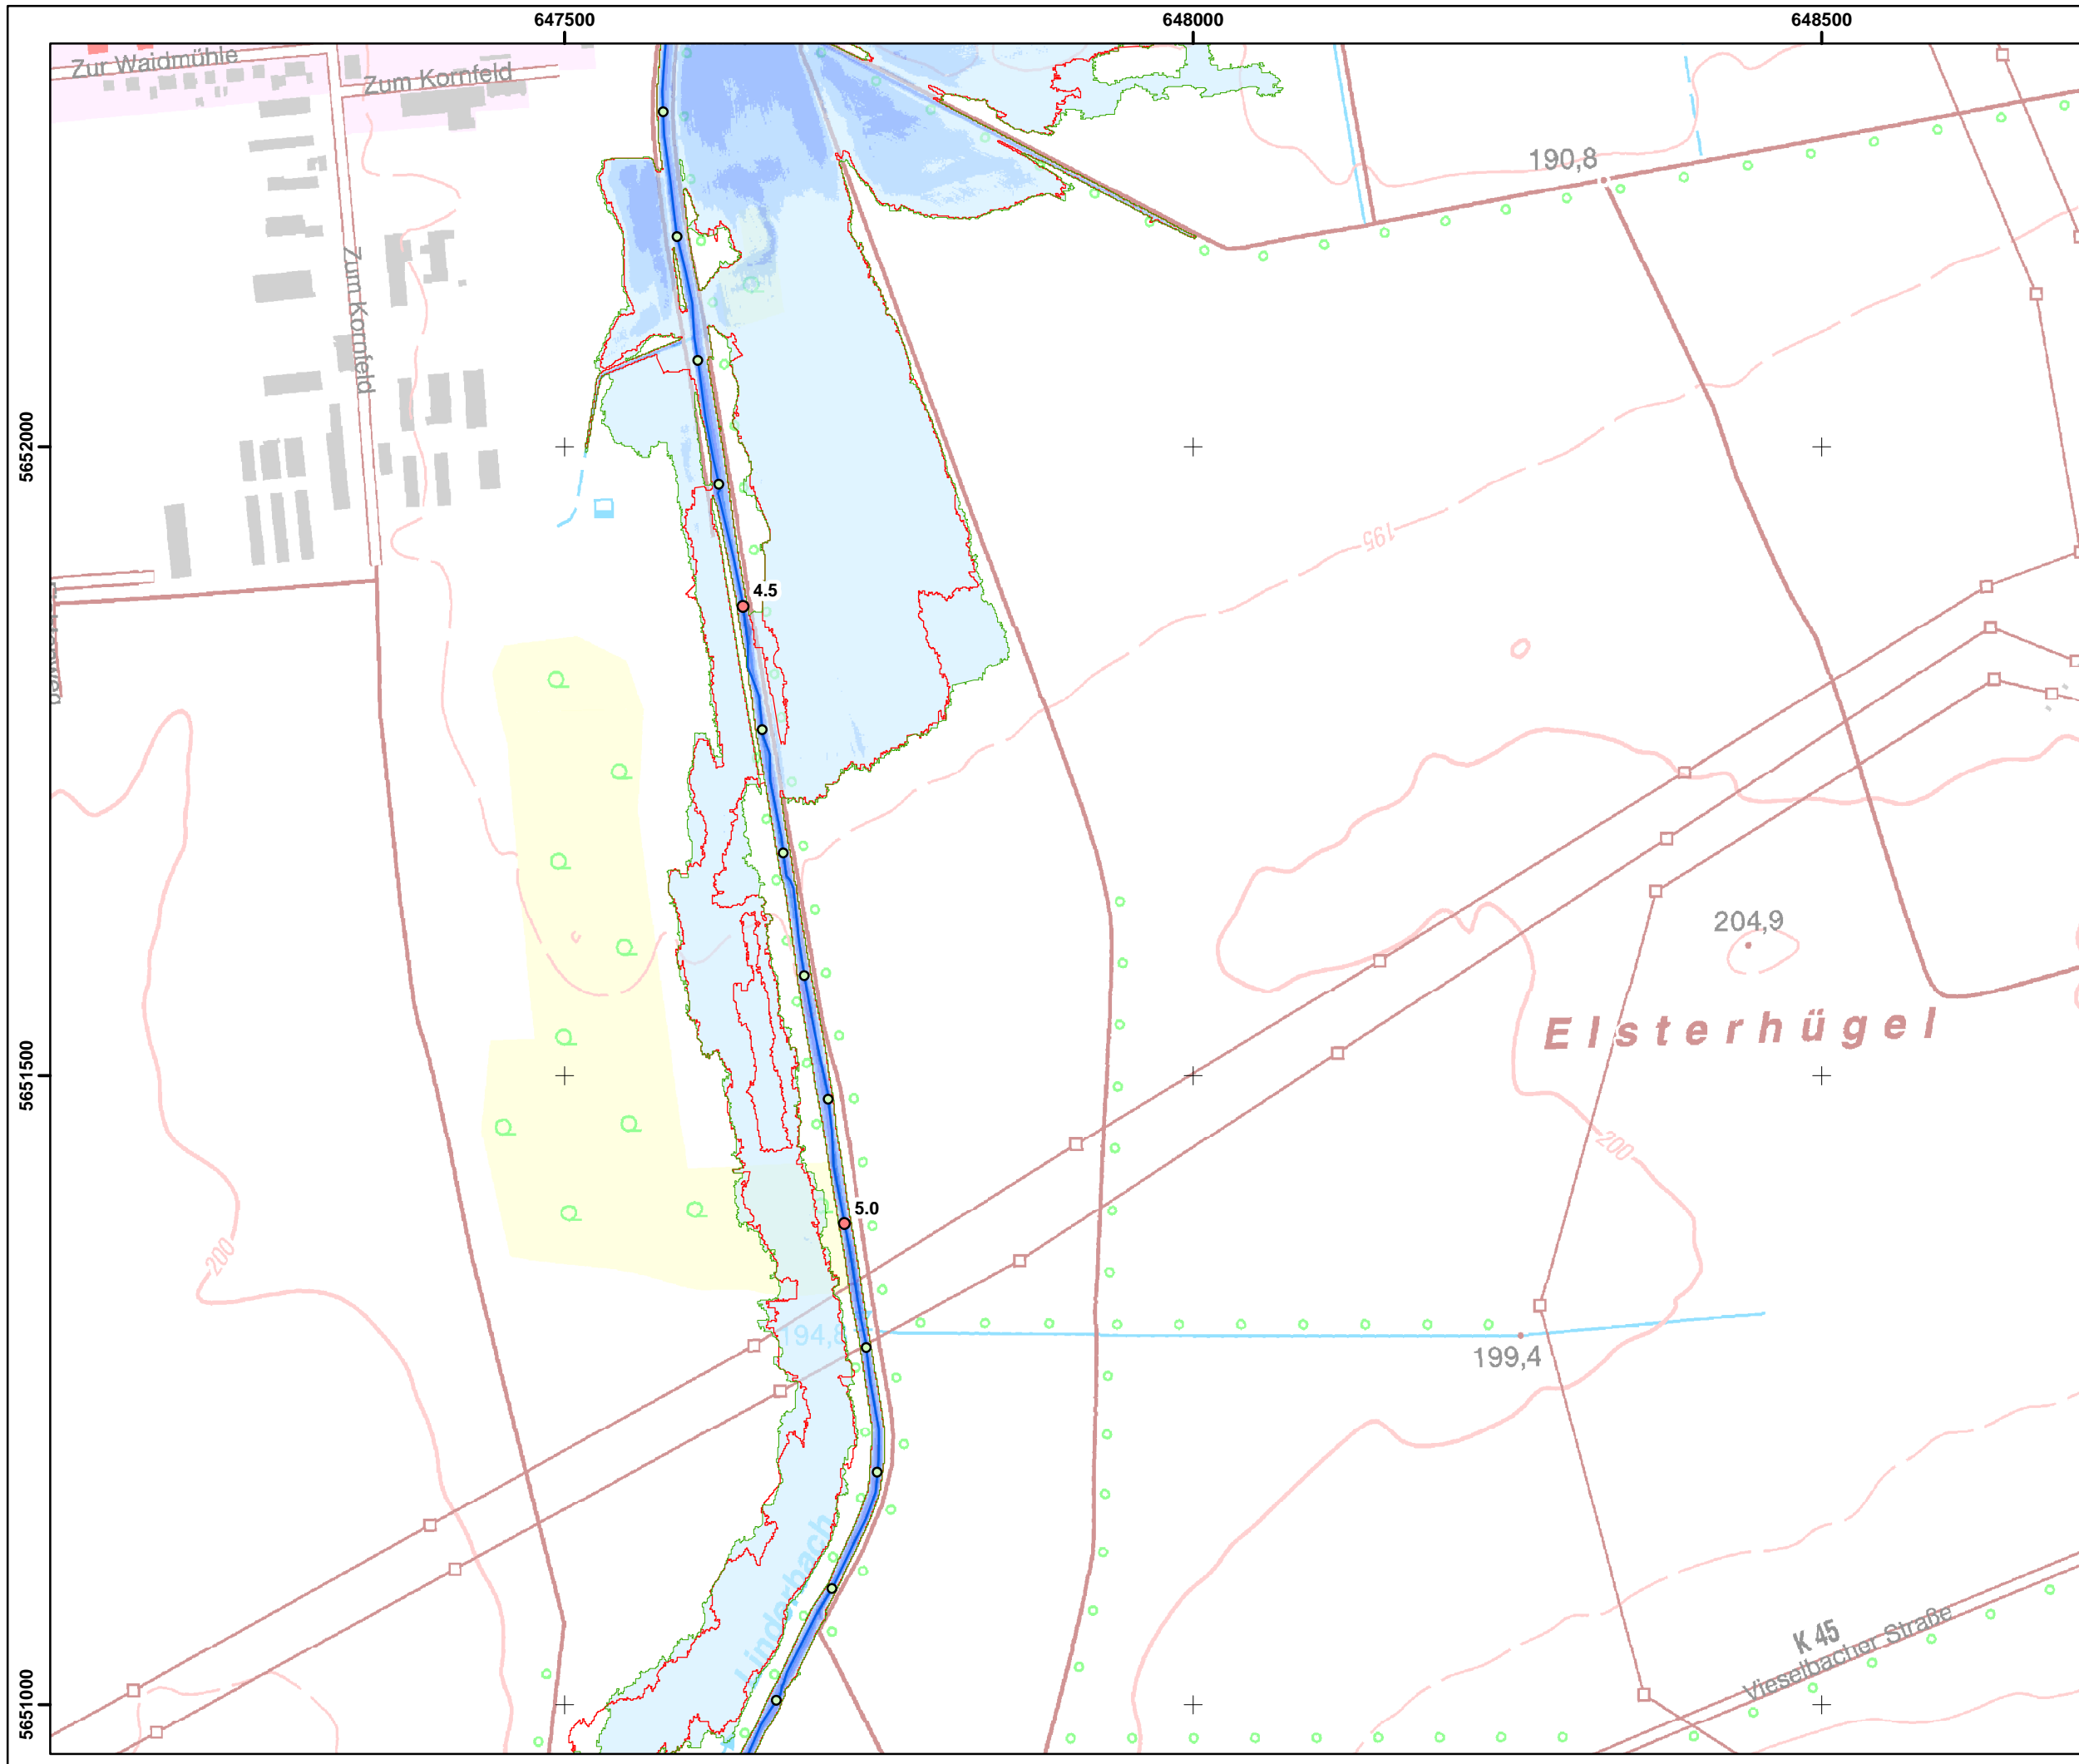 647500
648000
648500
Zur Waidmühle
Zum Kornfeld
190,8
Zum Kornfeld
5652000
195
4.5
204,9
Elsterhügel
5651500
200
5.0
200
194,8
199,4
Linderbach
K 45
Vieselbacher Straße
5651000